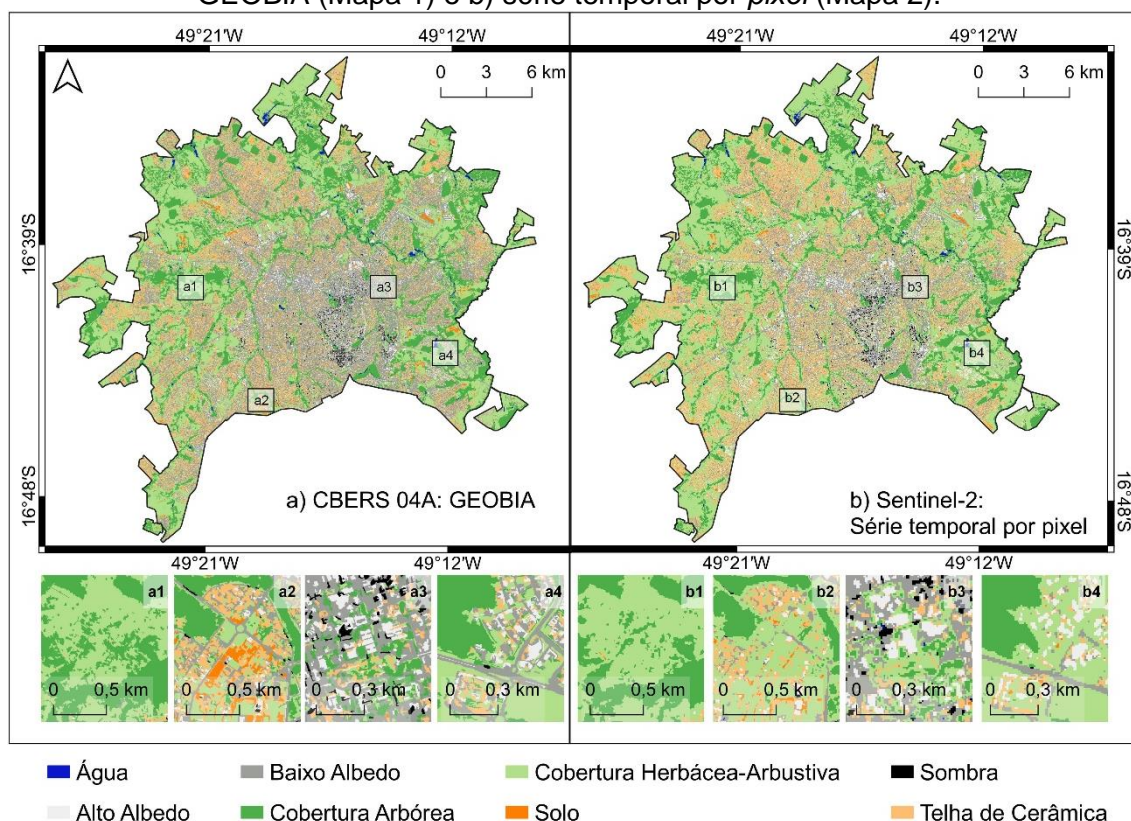 GEOBIA (Mapa 1) e b) série temporal por pixel (Mapa 2).
49°21'W 49°12'W 49°21'W 49°12'W
0 3 6 km 0 3 6 km
16°39'S 16°39'S
a1 a3 b1 b3
a4 b4
a2 b2
16°48'S 16°48'S
a) CBERS 04A: GEOBIA b) Sentinel-2:
Série temporal por pixel
49°21'W 49°12'W 49°21'W 49°12'W
a1 a2 a3 a4 b1 b2 b3 b4
0 0,5 km 0 0,5 km 0 0,3 km 0 0,3 km 0 0,5 km 0 0,5 km 0 0,3 km 0 0,3 km
Água Baixo Albedo Cobertura Herbácea-Arbustiva Sombra
Alto Albedo Cobertura Arbórea Solo Telha de Cerâmica